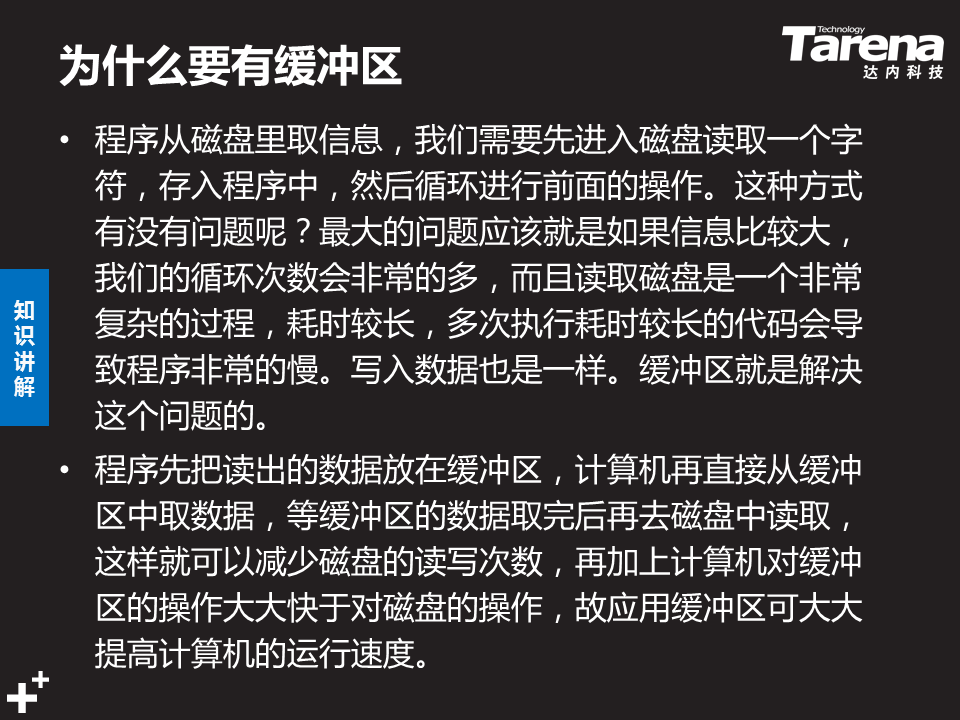 为什么要有缓冲区
Technology
Tarena
达内科技
• 程序从磁盘里取信息，我们需要先进入磁盘读取一个字
符，存入程序中，然后循环进行前面的操作。这种方式
有没有问题呢？最大的问题应该就是如果信息比较大，
我们的循环次数会非常的多，而且读取磁盘是一个非常
复杂的过程，耗时较长，多次执行耗时较长的代码会导
致程序非常的慢。写入数据也是一样。缓冲区就是解决
这个问题的。
知识讲解
• 程序先把读出的数据放在缓冲区，计算机再直接从缓冲
区中取数据，等缓冲区的数据取完后再去磁盘中读取，
这样就可以减少磁盘的读写次数，再加上计算机对缓冲
区的操作大大快于对磁盘的操作，故应用缓冲区可大大
提高计算机的运行速度。